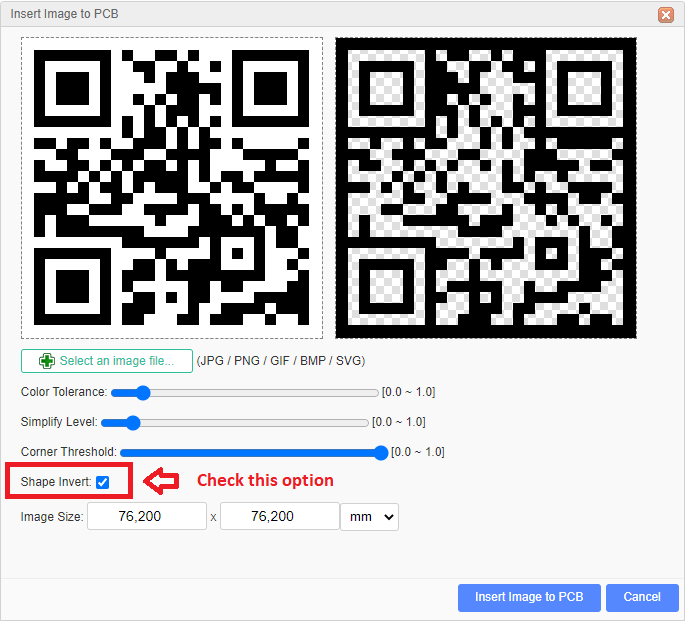 Insert Image to PCB
Select an image file... (JPG / PNG / GIF / BMP / SVG)
Color Tolerance: [0.0 ~ 1.0]
Simplify Level: [0.0 ~ 1.0]
Corner Threshold: [0.0 ~ 1.0]
Shape Invert: Check this option
Image Size: 76,200 x 76,200 mm
Insert Image to PCB Cancel